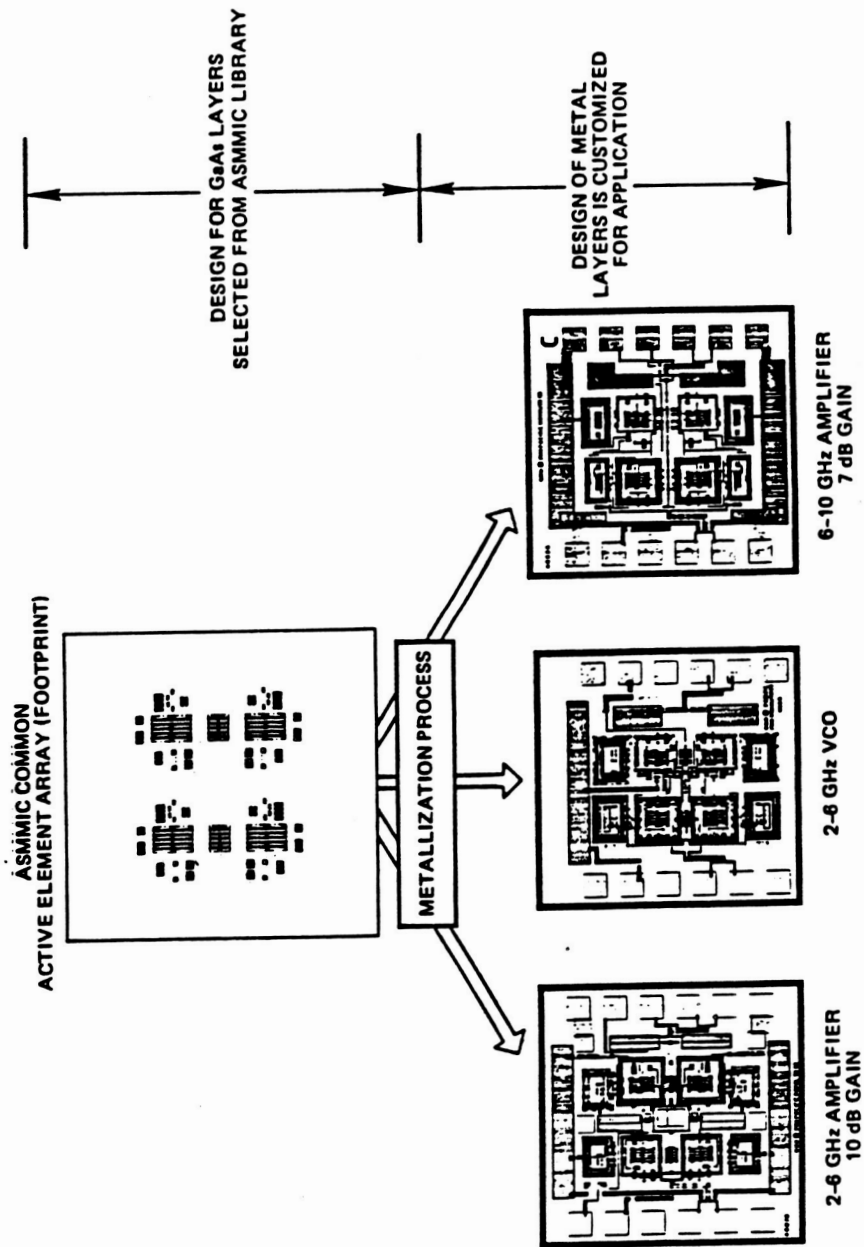 ASMMIC COMMON
ACTIVE ELEMENT ARRAY (FOOTPRINT)
DESIGN FOR GaAs LAYERS
SELECTED FROM ASMMIC LIBRARY
METALLIZATION PROCESS
DESIGN OF METAL
LAYERS IS CUSTOMIZED
FOR APPLICATION
C
2-6 GHz AMPLIFIER
10 dB GAIN
2-6 GHz VCO
6-10 GHz AMPLIFIER
7 dB GAIN